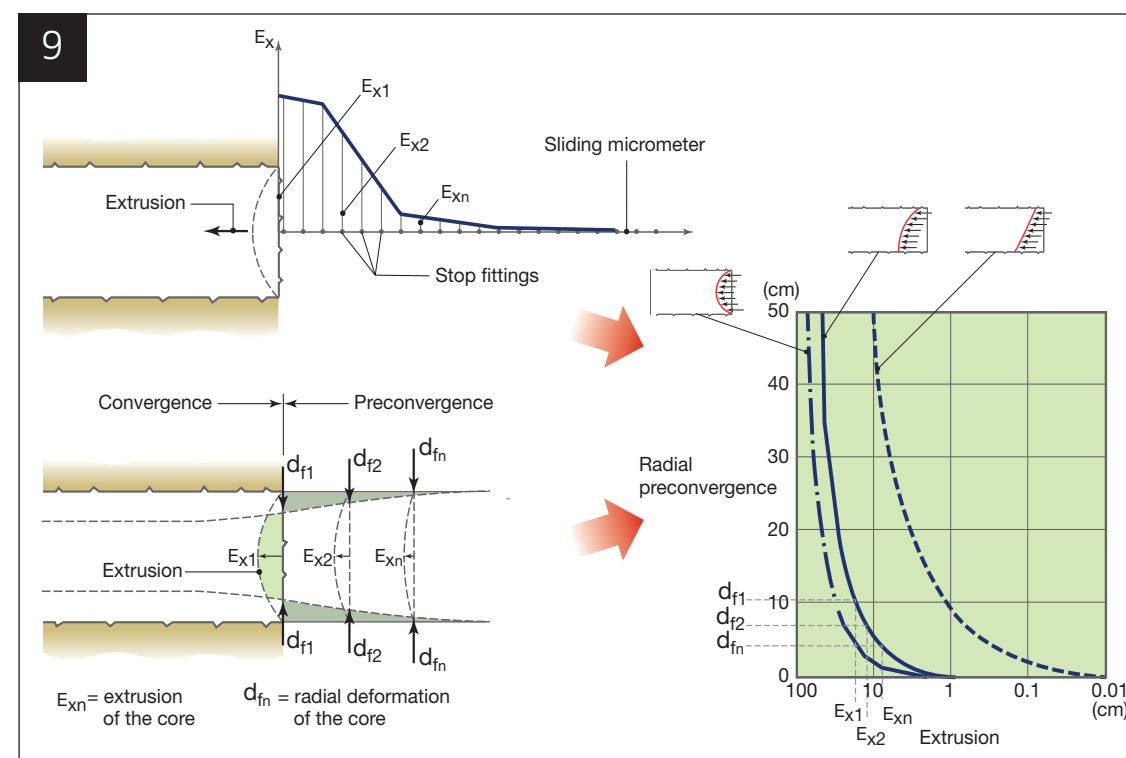 9
Ex
Ex1
Ex2
Sliding micrometer
Exn
Extrusion
Stop fittings
(cm)
50
40
30
20
10
0
Radial
preconvergence
df1
df2
dfn
100
10
1
0.1
0.01
(cm)
Ex1
Exn
Ex2
Extrusion
Convergence
Preconvergence
df1
df2
dfn
Ex1
Ex2
Exn
Extrusion
df1
df2
dfn
Exn= extrusion
of the core
dfn = radial deformation
of the core